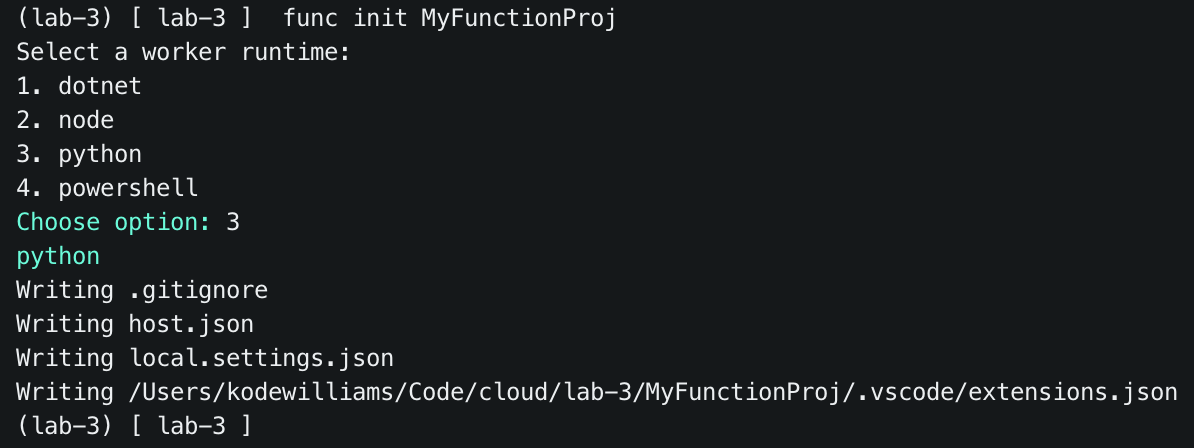 (lab-3) [ lab-3 ]  func init MyFunctionProj
Select a worker runtime:
1. dotnet
2. node
3. python
4. powershell
Choose option: 3
python
Writing .gitignore
Writing host.json
Writing local.settings.json
Writing /Users/kodewilliams/Code/cloud/lab-3/MyFunctionProj/.vscode/extensions.json
(lab-3) [ lab-3 ]